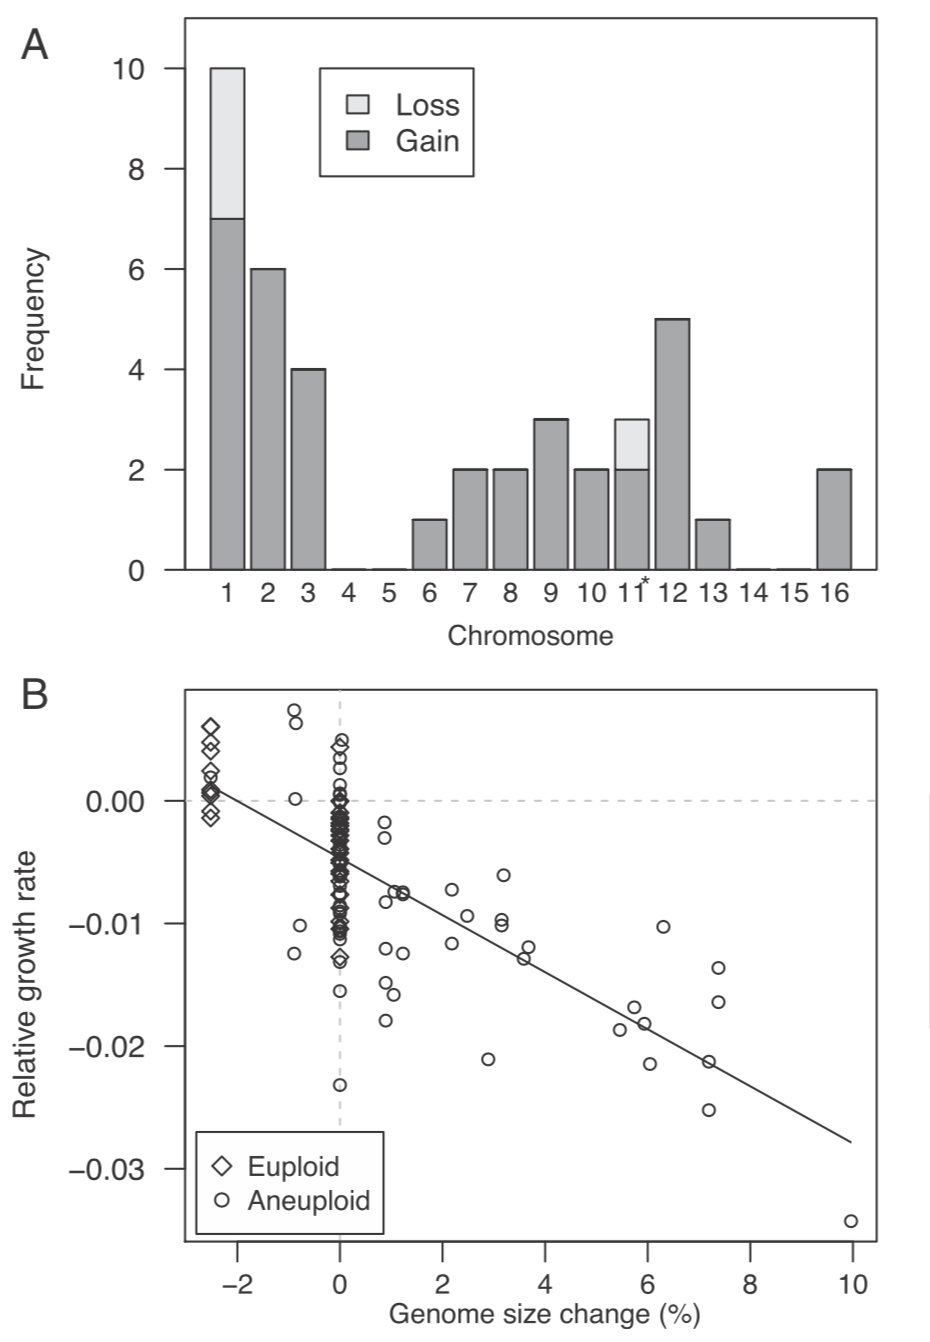 A
10
8
6
4
2
0
Frequency
Loss
Gain
1 2 3 4 5 6 7 8 9 10 11* 12 13 14 15 16
Chromosome
B
0.00
−0.01
−0.02
−0.03
Relative growth rate
Euploid
Aneuploid
−2 0 2 4 6 8 10
Genome size change (%)